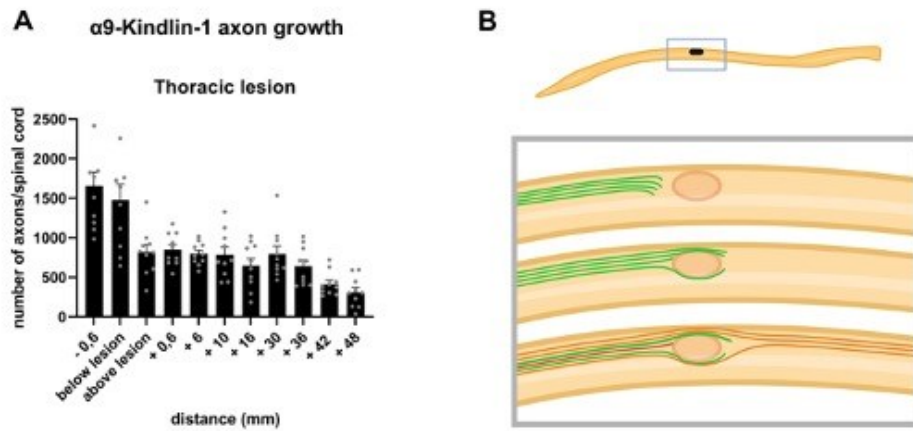 A
α9-Kindlin-1 axon growth
Thoracic lesion
number of axons/spinal cord
2500
2000
1500
1000
500
0
- 0,6
below lesion
above lesion
+ 0,6
+ 6
+ 10
+ 16
+ 30
+ 36
+ 42
+ 48
distance (mm)
B